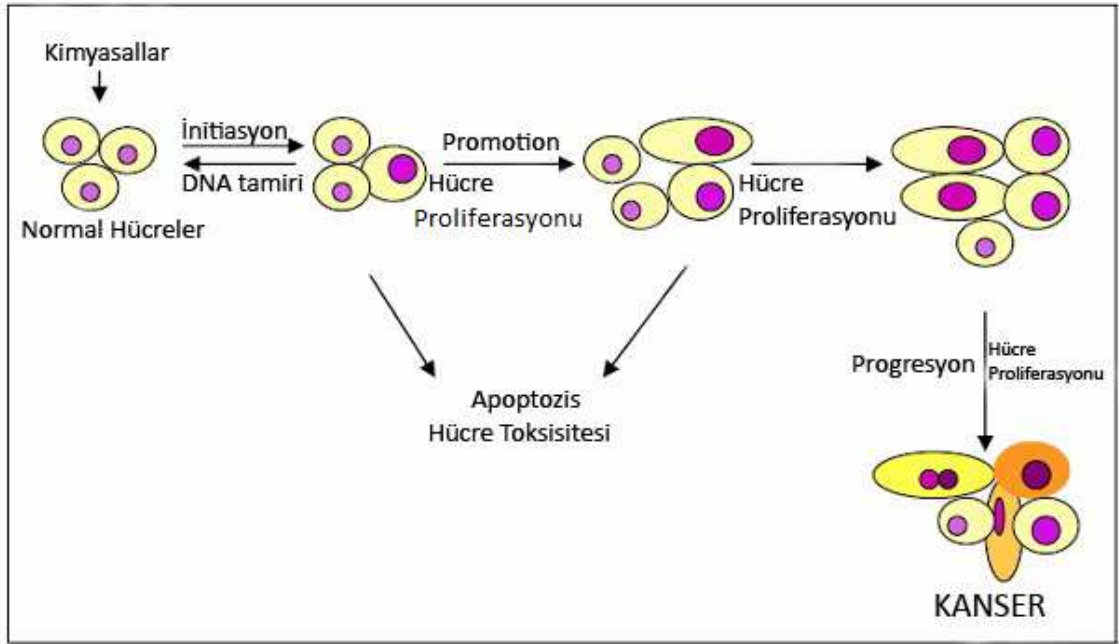 Kimyasallar
İnitiasyon
DNA tamiri
Normal Hücreler
Promotion
Hücre
Proliferasyonu
Hücre
Proliferasyonu
Apoptozis
Hücre Toksisitesi
Progresyon
Hücre
Proliferasyonu
KANSER